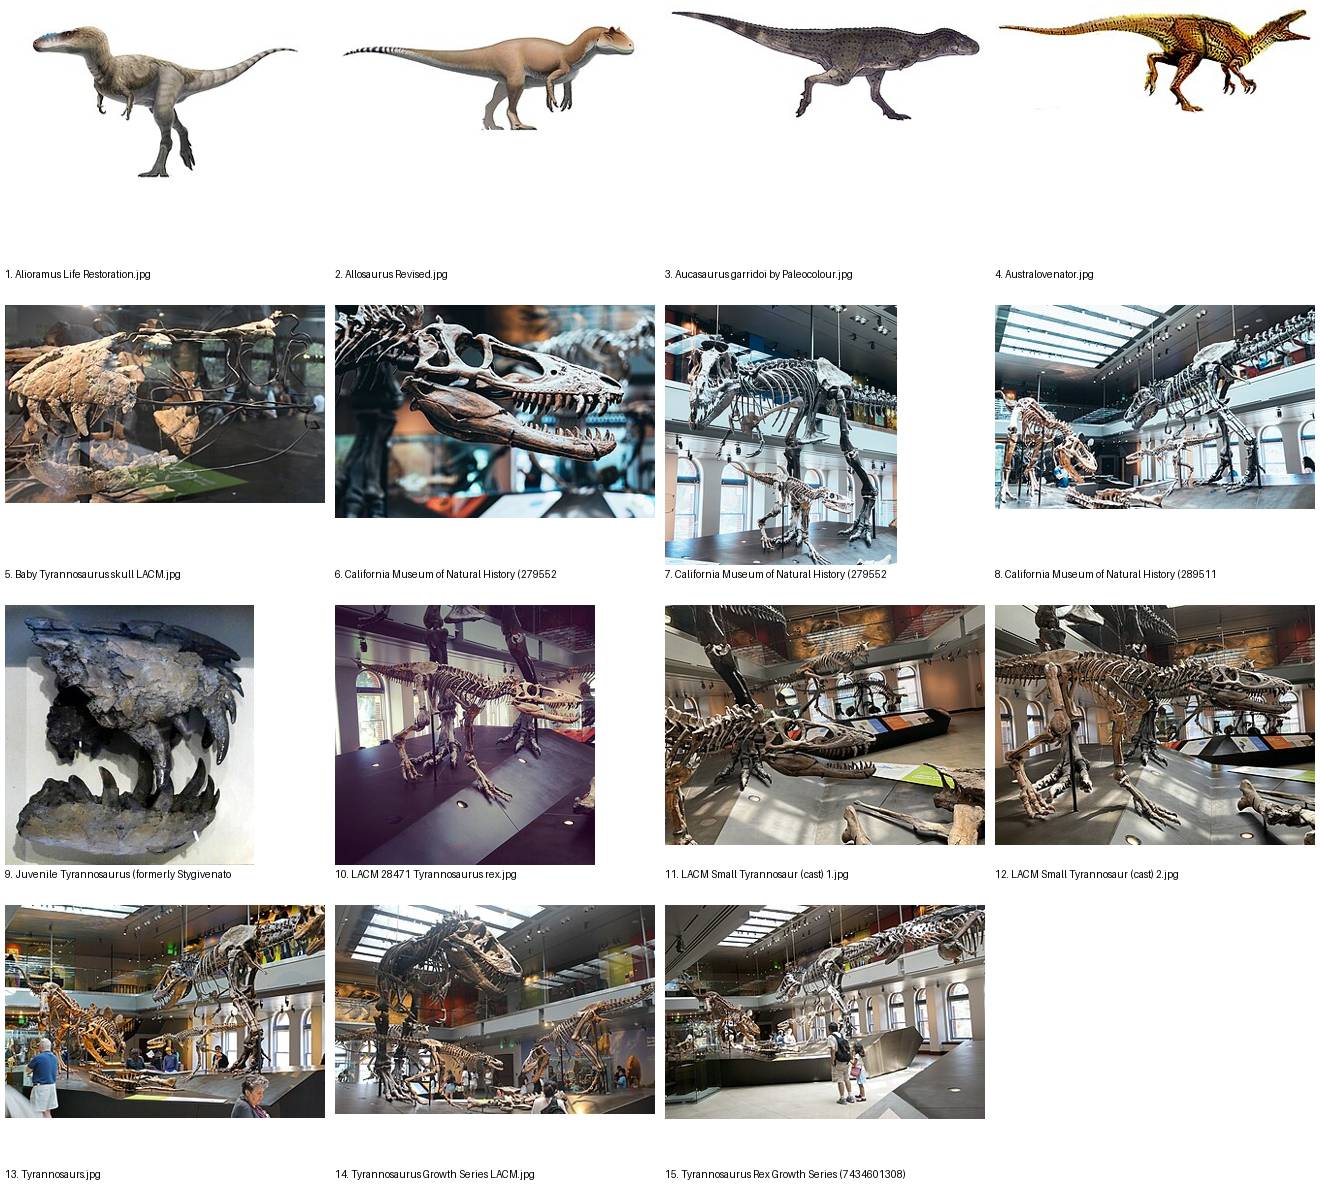 1. Alioramus Life Restoration.jpg
2. Allosaurus Revised.jpg
3. Aucasaurus garridoi by Paleocolour.jpg
4. Australovenator.jpg
5. Baby Tyrannosaurus skull LACM.jpg
6. California Museum of Natural History (279552
7. California Museum of Natural History (279552
8. California Museum of Natural History (289511
9. Juvenile Tyrannosaurus (formerly Stygivenato
10. LACM 28471 Tyrannosaurus rex.jpg
11. LACM Small Tyrannosaur (cast) 1.jpg
12. LACM Small Tyrannosaur (cast) 2.jpg
13. Tyrannosaurs.jpg
14. Tyrannosaurus Growth Series LACM.jpg
15. Tyrannosaurus Rex Growth Series (7434601308)